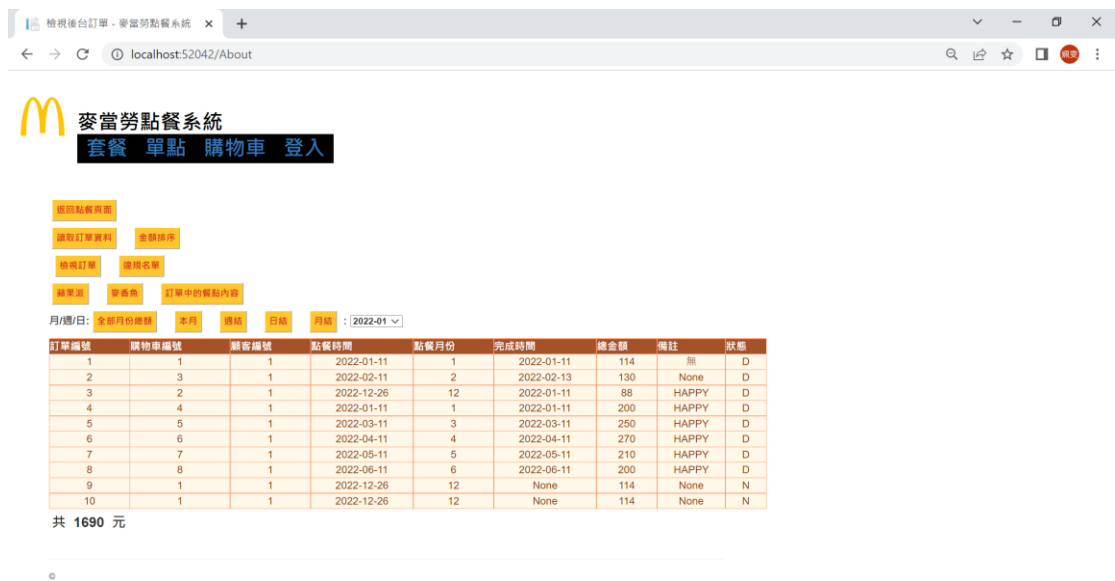 檢視後台訂單 - 麥當勞點餐系統
localhost:52042/About
麥當勞點餐系統
套餐 單點 購物車 登入
返回點餐頁面
讀取訂單資料 金額排序
檢視訂單 違規名單
蘋果派 麥香魚 訂單中的餐點內容
月/週/日: 全部月份總額 本月 週結 日結 月結 : 2022-01
訂單編號 購物車編號 顧客編號 點餐時間 點餐月份 完成時間 總金額 備註 狀態
1 1 1 2022-01-11 1 2022-01-11 114 無 D
2 3 1 2022-02-11 2 2022-02-13 130 None D
3 2 1 2022-12-26 12 2022-01-11 88 HAPPY D
4 4 1 2022-01-11 1 2022-01-11 200 HAPPY D
5 5 1 2022-03-11 3 2022-03-11 250 HAPPY D
6 6 1 2022-04-11 4 2022-04-11 270 HAPPY D
7 7 1 2022-05-11 5 2022-05-11 210 HAPPY D
8 8 1 2022-06-11 6 2022-06-11 200 HAPPY D
9 1 1 2022-12-26 12 None 114 None N
10 1 1 2022-12-26 12 None 114 None N
共 1690 元
©